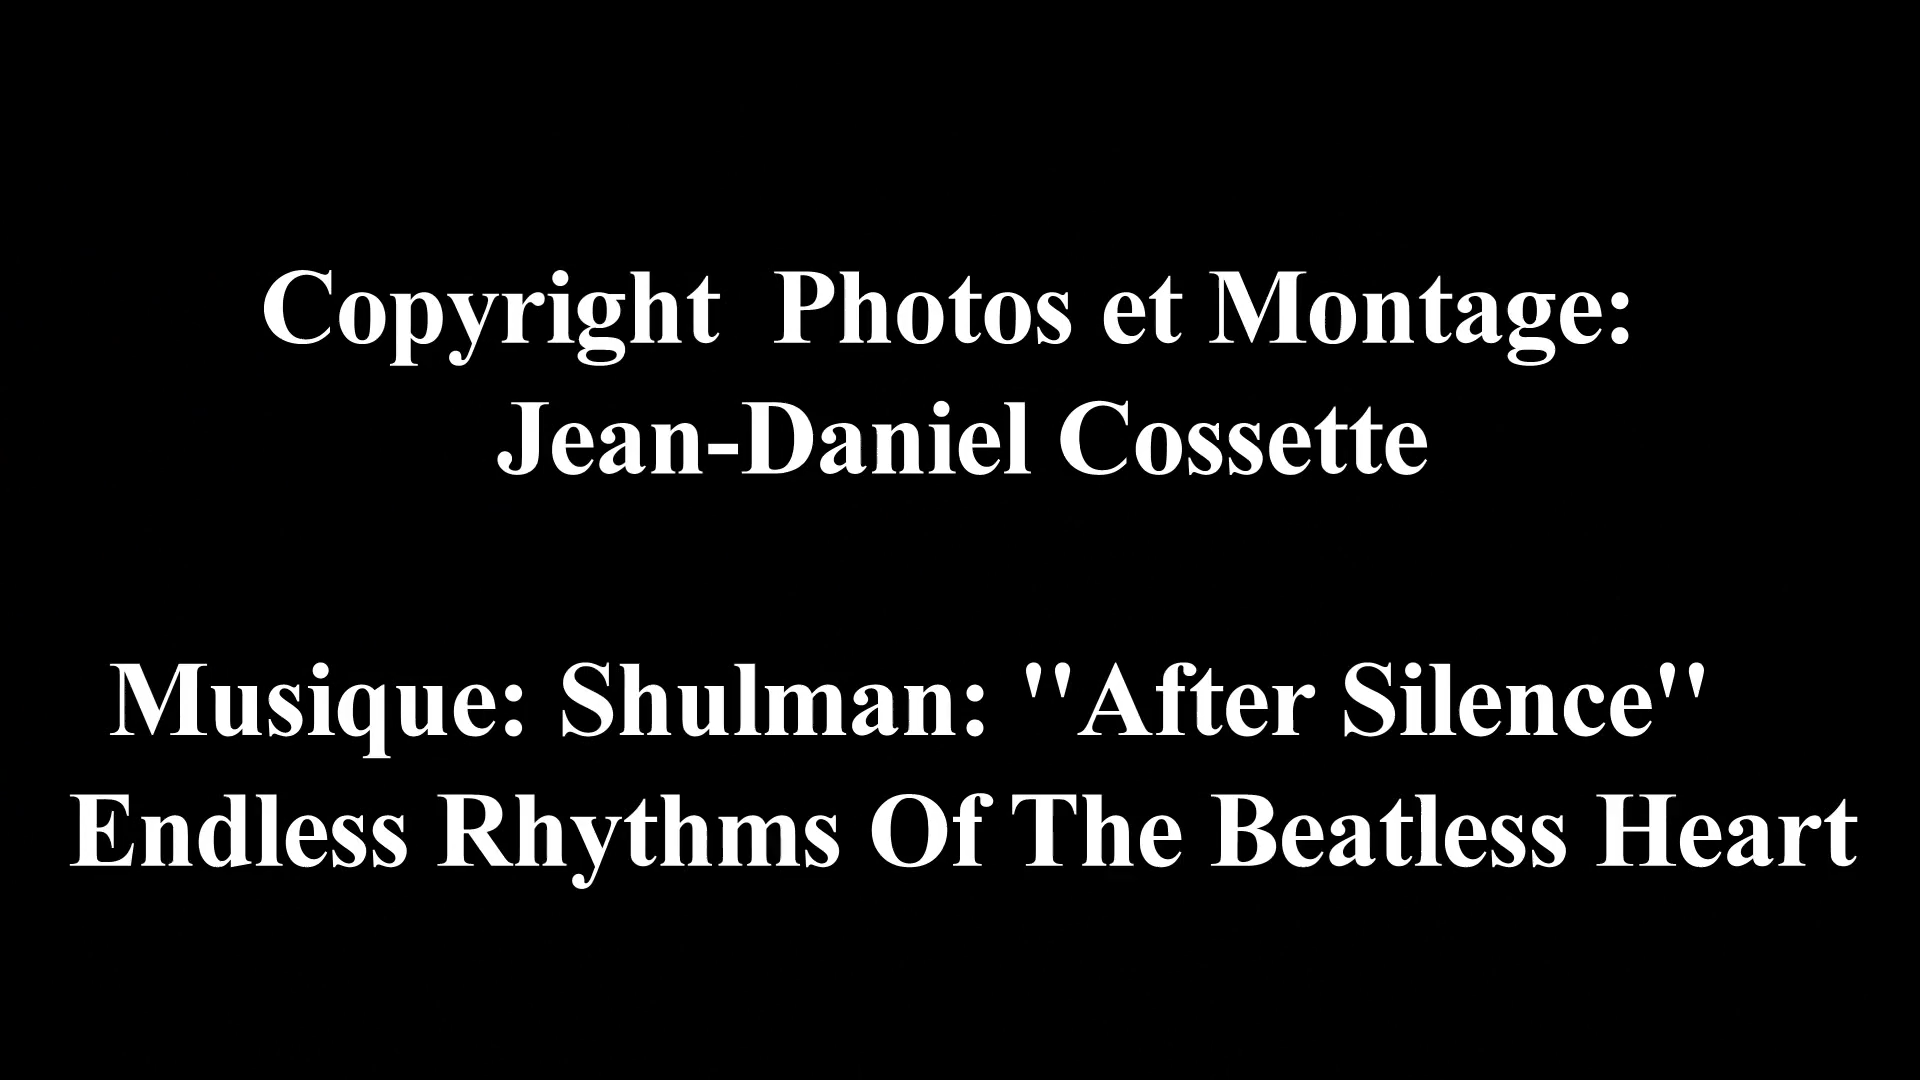 Copyright  Photos et Montage:
Jean-Daniel Cossette
Musique: Shulman: "After Silence"
Endless Rhythms Of The Beatless Heart